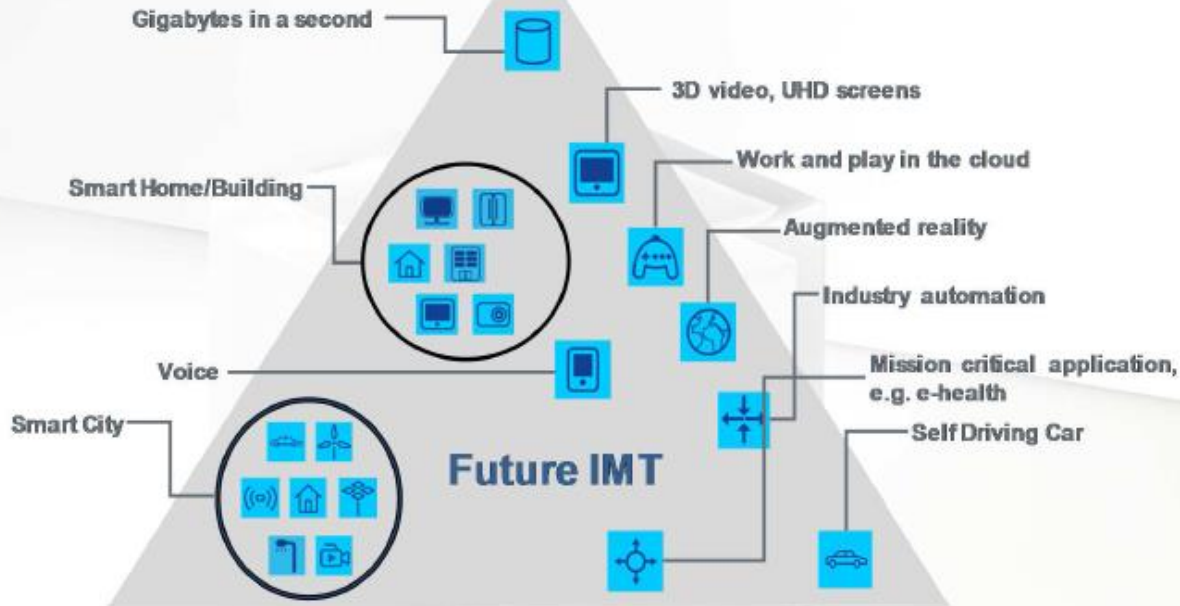 Gigabytes in a second
3D video, UHD screens
Work and play in the cloud
Smart Home/Building
Augmented reality
Industry automation
Voice
Mission critical application,
e.g. e-health
Smart City
Self Driving Car
Future IMT